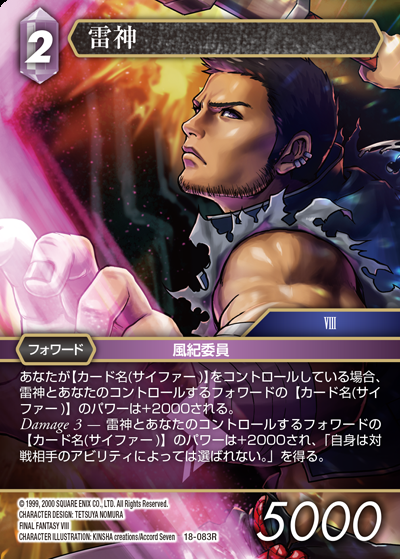 2
雷神
VIII
フォワード
風紀委員
あなたが【カード名(サイファー)】をコントロールしている場合、
雷神とあなたのコントロールするフォワードの【カード名(サイ
ファー)】のパワーは+2000される。
Damage 3 — 雷神とあなたのコントロールするフォワードの
【カード名(サイファー)】のパワーは+2000され、「自身は対
戦相手のアビリティによっては選ばれない。」を得る。
© 1999, 2000 SQUARE ENIX CO., LTD. All Rights Reserved.
CHARACTER DESIGN: TETSUYA NOMURA
FINAL FANTASY VIII
CHARACTER ILLUSTRATION: KINSHA creations/Accord Seven
18-083R
5000